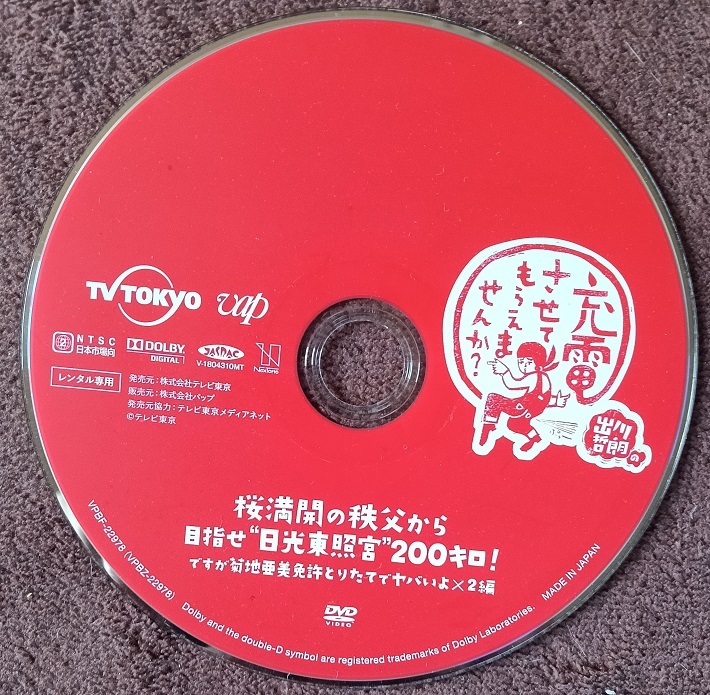 充電
させて
もらえま
せんか?
出川
哲朗の
TV TOKYO
vap
NTSC
日本市場向
DOLBY
DIGITAL
JASRAC
V-1804310MT
NexTone
レンタル専用
発売元:株式会社テレビ東京
販売元:株式会社バップ
発売元協力:テレビ東京メディアネット
©テレビ東京
桜満開の秩父から
目指せ"日光東照宮"200キロ!
ですが菊地亜美免許とりたてでヤバいよ×2編
DVD
VIDEO
VPBF-22978 (VPBZ-22978) Dolby and the double-D symbol are registered trademarks of Dolby Laboratories. MADE IN JAPAN